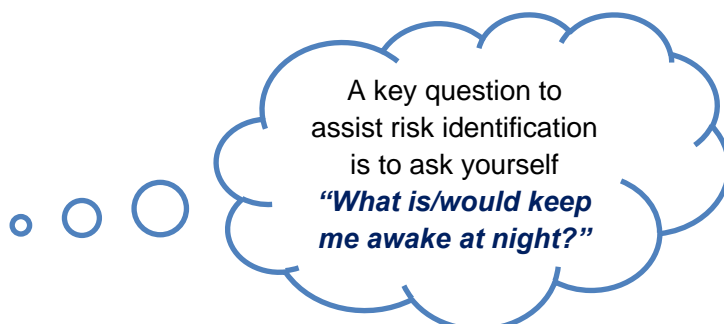 A key question to
assist risk identification
is to ask yourself
“What is/would keep
me awake at night?”